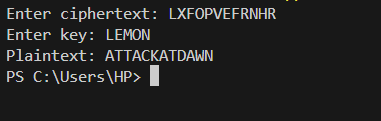 Enter ciphertext: LXFOPVEFRNHR
Enter key: LEMON
Plaintext: ATTACKATDAWN
PS C:\Users\HP>